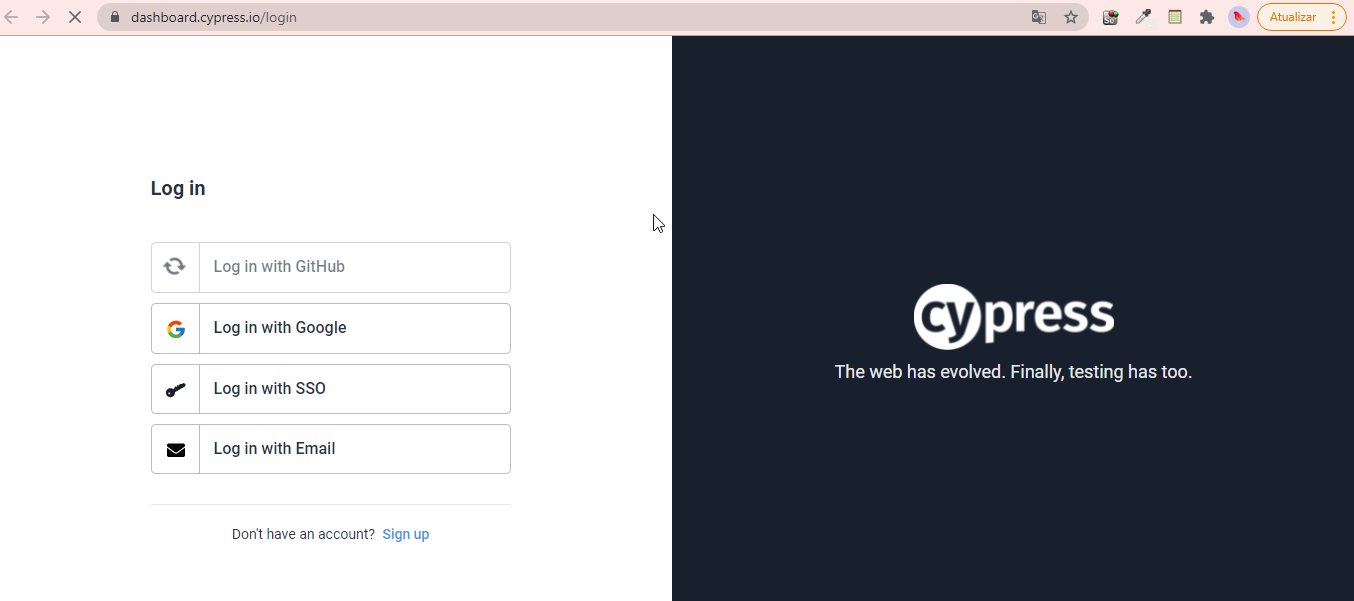 dashboard.cypress.io/login
Atualizar
Log in
Log in with GitHub
Log in with Google
Log in with SSO
Log in with Email
Don't have an account? Sign up
cypress
The web has evolved. Finally, testing has too.